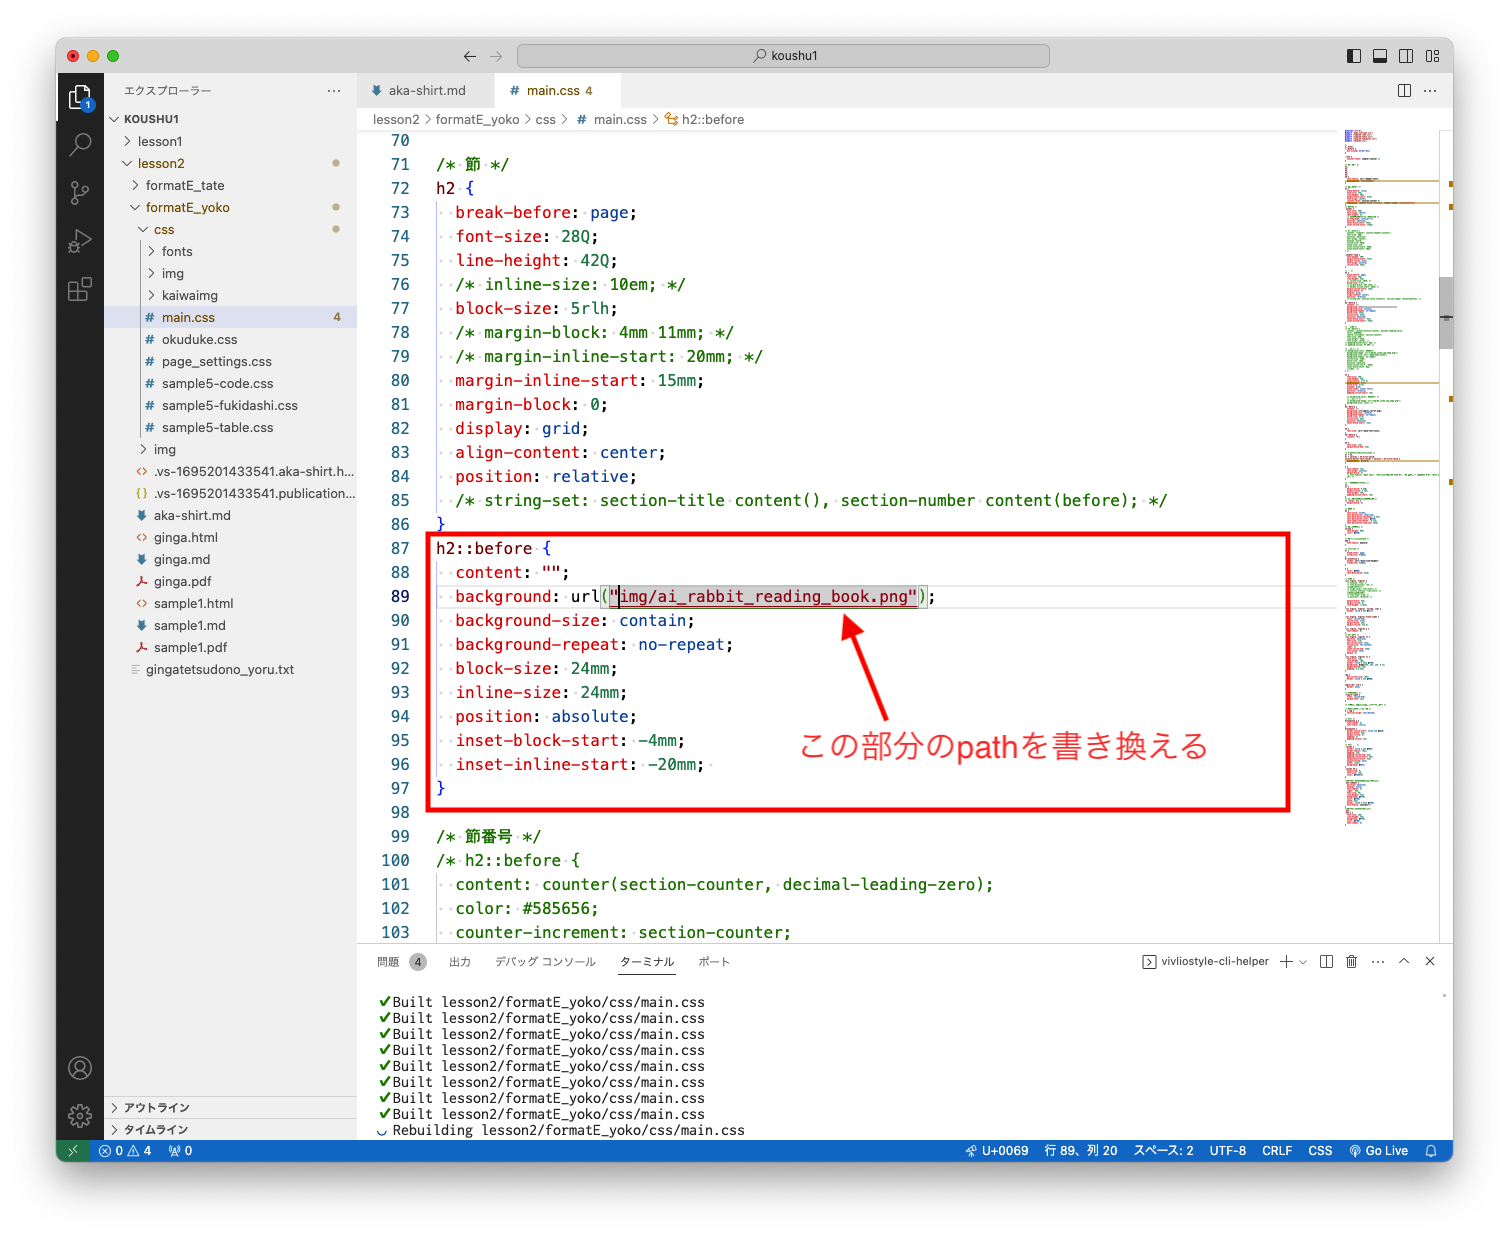 koushu1
1
エクスプローラー
KOUSHU1
lesson1
lesson2
formatE_tate
formatE_yoko
css
fonts
img
kaiwaimg
main.css 4
okuduke.css
page_settings.css
sample5-code.css
sample5-fukidashi.css
sample5-table.css
img
.vs-1695201433541.aka-shirt.h...
.vs-1695201433541.publication...
aka-shirt.md
ginga.html
ginga.md
ginga.pdf
sample1.html
sample1.md
sample1.pdf
gingatetsudono_yoru.txt
アウトライン
タイムライン
aka-shirt.md
# main.css 4
lesson2 > formatE_yoko > css > # main.css > h2::before
70
71 /* 節 */
72 h2 {
73 break-before: page;
74 font-size: 28Q;
75 line-height: 42Q;
76 /* inline-size: 10em; */
77 block-size: 5rlh;
78 /* margin-block: 4mm 11mm; */
79 /* margin-inline-start: 20mm; */
80 margin-inline-start: 15mm;
81 margin-block: 0;
82 display: grid;
83 align-content: center;
84 position: relative;
85 /* string-set: section-title content(), section-number content(before); */
86 }
87 h2::before {
88 content: "";
89 background: url("img/ai_rabbit_reading_book.png");
90 background-size: contain;
91 background-repeat: no-repeat;
92 block-size: 24mm;
93 inline-size: 24mm;
94 position: absolute;
95 inset-block-start: -4mm;
96 inset-inline-start: -20mm;
97 }
この部分のpathを書き換える
98
99 /* 節番号 */
100 /* h2::before {
101 content: counter(section-counter, decimal-leading-zero);
102 color: #585656;
103 counter-increment: section-counter;
問題 4 出力 デバッグ コンソール ターミナル ポート vivliostyle-cli-helper
✔Built lesson2/formatE_yoko/css/main.css
✔Built lesson2/formatE_yoko/css/main.css
✔Built lesson2/formatE_yoko/css/main.css
✔Built lesson2/formatE_yoko/css/main.css
✔Built lesson2/formatE_yoko/css/main.css
✔Built lesson2/formatE_yoko/css/main.css
✔Built lesson2/formatE_yoko/css/main.css
✔Built lesson2/formatE_yoko/css/main.css
Rebuilding lesson2/formatE_yoko/css/main.css
0 4 0 U+0069 行 89、列 20 スペース: 2 UTF-8 CRLF CSS Go Live